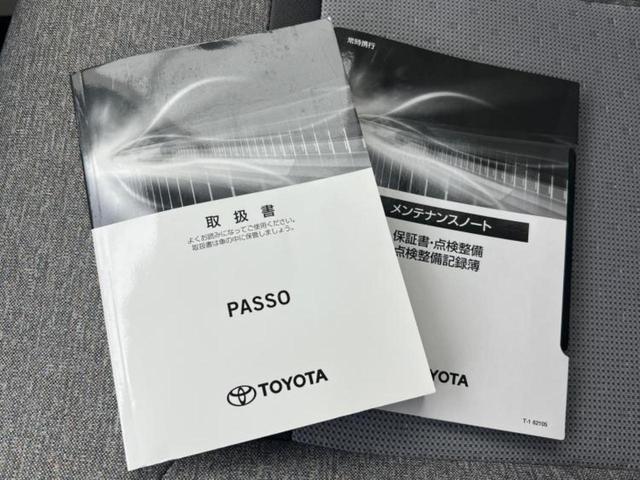 取扱書
よくお読みになってご使用ください。
取扱書は車の中に保管しましょう。
PASSO
TOYOTA
常時携行
メンテナンスノート
保証書・点検整備
点検整備記録簿
YOTA
T-1 62105